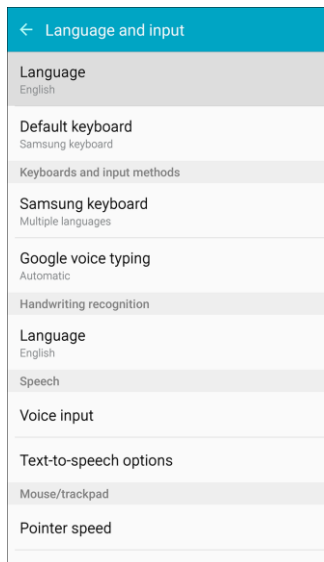 Language and input
Language
English
Default keyboard
Samsung keyboard
Keyboards and input methods
Samsung keyboard
Multiple languages
Google voice typing
Automatic
Handwriting recognition
Language
English
Speech
Voice input
Text-to-speech options
Mouse/trackpad
Pointer speed